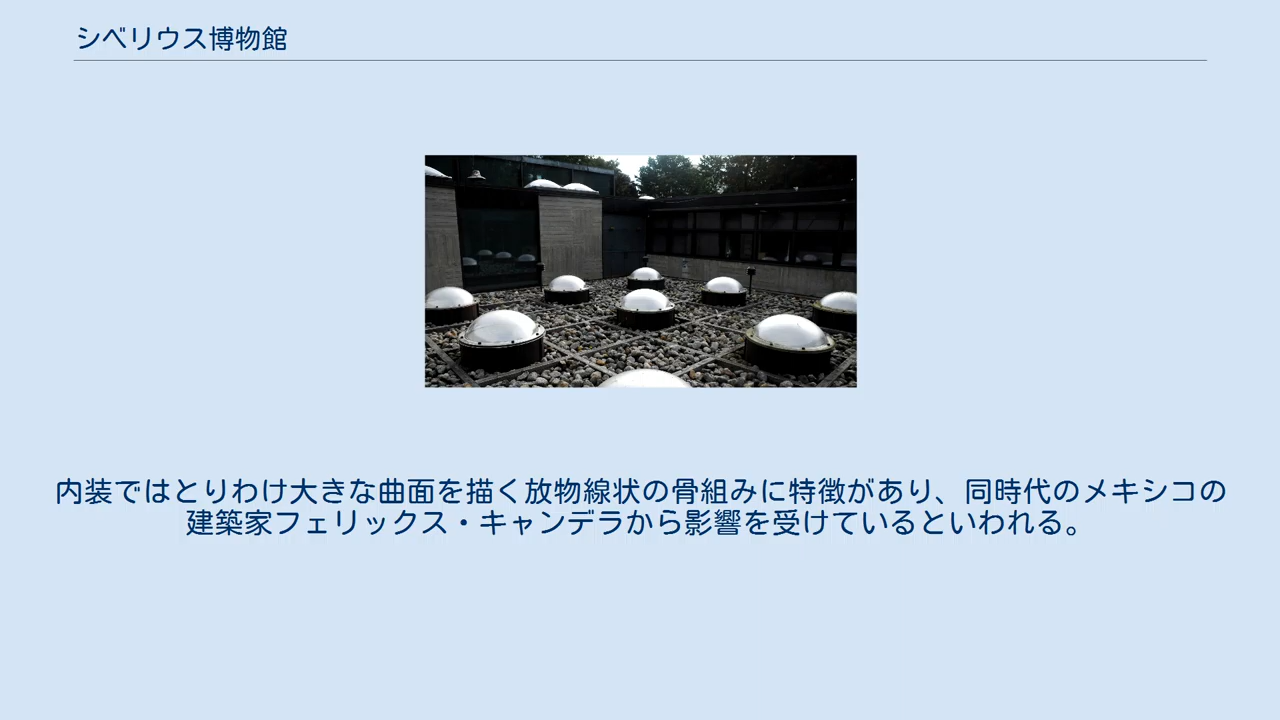 シベリウス博物館
内装ではとりわけ大きな曲面を描く放物線状の骨組みに特徴があり、同時代のメキシコの
建築家フェリックス・キャンデラから影響を受けているといわれる。